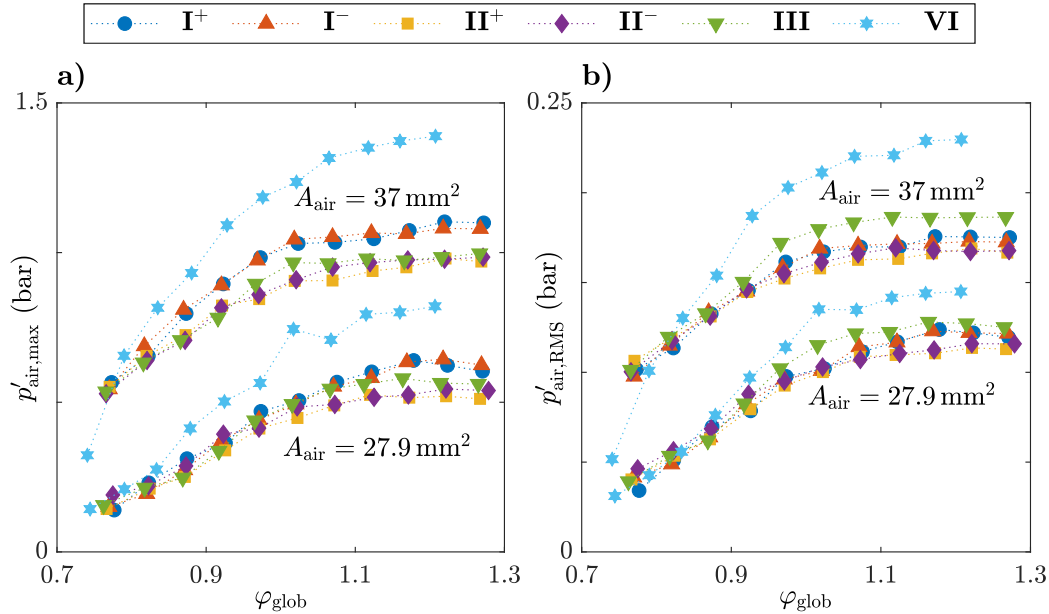 I⁺ I⁻ II⁺ II⁻ III VI
a) b)
1.5 0.25
A_air = 37 mm² A_air = 37 mm²
p′_air,max (bar) p′_air,RMS (bar)
A_air = 27.9 mm² A_air = 27.9 mm²
0 0
0.7 0.9 1.1 1.3 0.7 0.9 1.1 1.3
φ_glob φ_glob